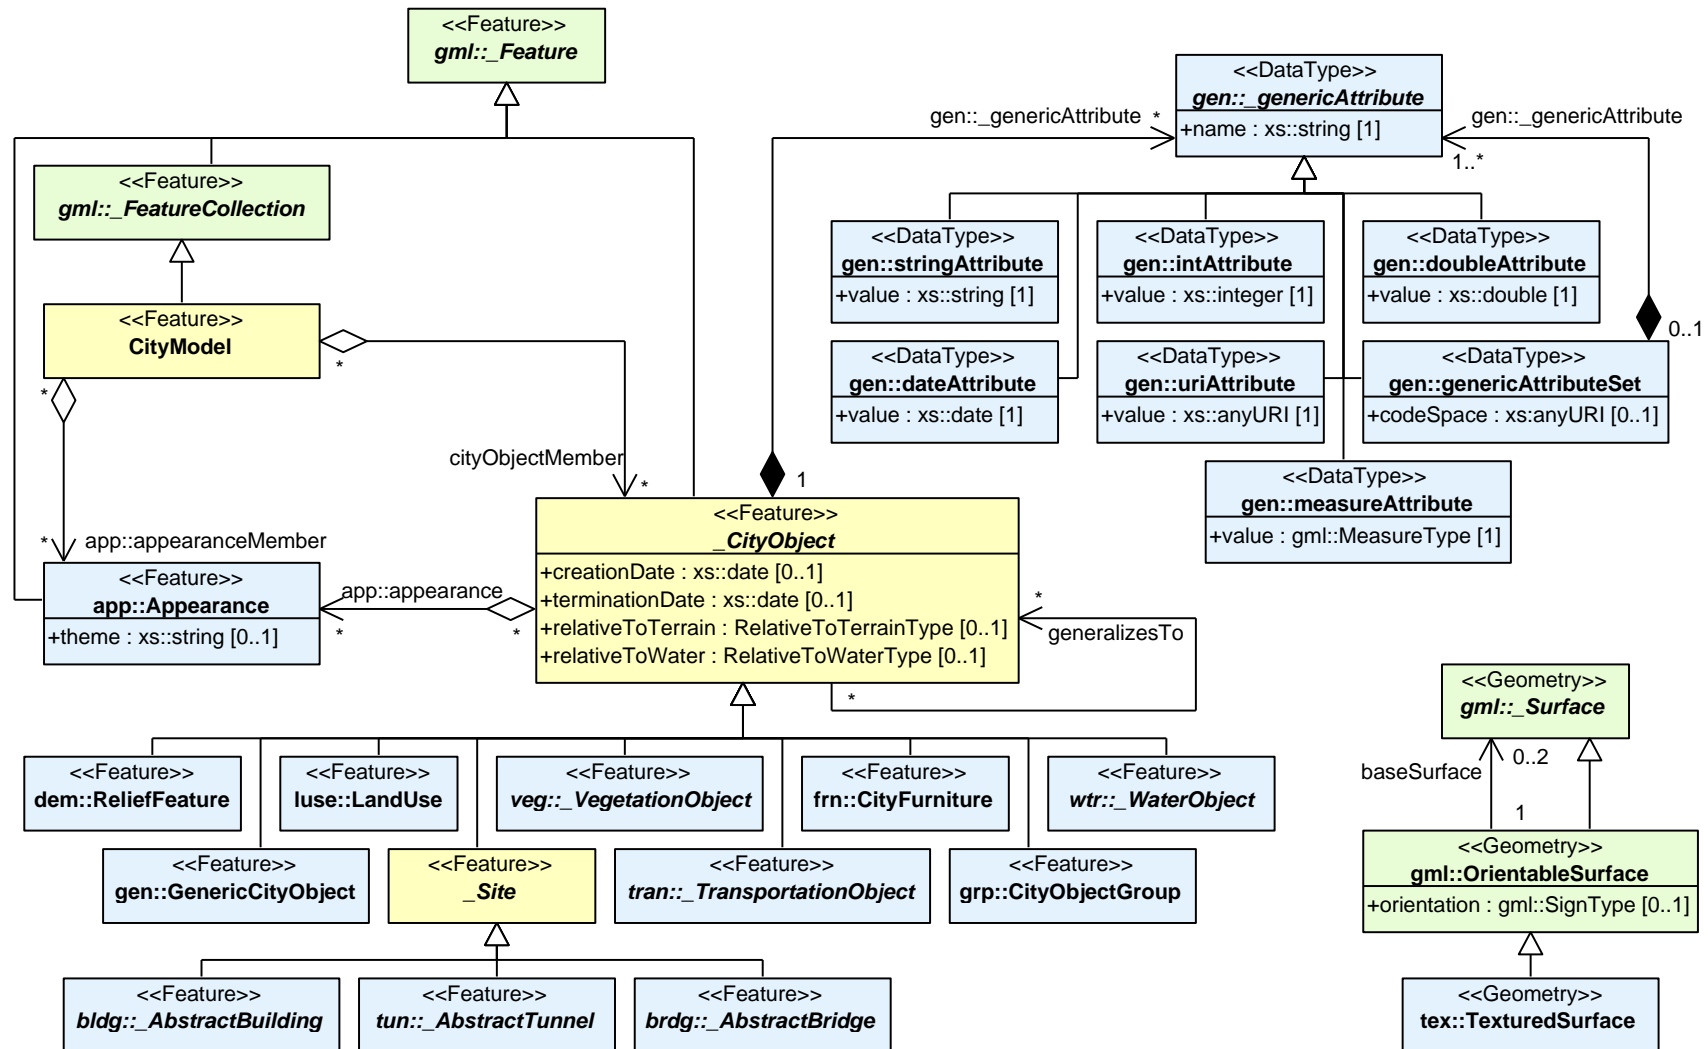 <<Feature>>
gml::_Feature
<<DataType>>
gen::_genericAttribute
+name : xs::string [1]
gen::_genericAttribute
*
gen::_genericAttribute
1..*
<<Feature>>
gml::_FeatureCollection
<<DataType>>
gen::stringAttribute
+value : xs::string [1]
<<DataType>>
gen::intAttribute
+value : xs::integer [1]
<<DataType>>
gen::doubleAttribute
+value : xs::double [1]
<<Feature>>
CityModel
*
*
0..1
<<DataType>>
gen::dateAttribute
+value : xs::date [1]
<<DataType>>
gen::uriAttribute
+value : xs::anyURI [1]
<<DataType>>
gen::genericAttributeSet
+codeSpace : xs:anyURI [0..1]
cityObjectMember
*
1
<<DataType>>
gen::measureAttribute
+value : gml::MeasureType [1]
<<Feature>>
_CityObject
+creationDate : xs::date [0..1]
+terminationDate : xs::date [0..1]
+relativeToTerrain : RelativeToTerrainType [0..1]
+relativeToWater : RelativeToWaterType [0..1]
*
app::appearanceMember
<<Feature>>
app::Appearance
+theme : xs::string [0..1]
app::appearance
*
*
*
generalizesTo
*
<<Geometry>>
gml::_Surface
baseSurface
0..2
1
<<Feature>>
dem::ReliefFeature
<<Feature>>
luse::LandUse
<<Feature>>
veg::_VegetationObject
<<Feature>>
frn::CityFurniture
<<Feature>>
wtr::_WaterObject
<<Feature>>
gen::GenericCityObject
<<Feature>>
_Site
<<Feature>>
tran::_TransportationObject
<<Feature>>
grp::CityObjectGroup
<<Geometry>>
gml::OrientableSurface
+orientation : gml::SignType [0..1]
<<Feature>>
bldg::_AbstractBuilding
<<Feature>>
tun::_AbstractTunnel
<<Feature>>
brdg::_AbstractBridge
<<Geometry>>
tex::TexturedSurface